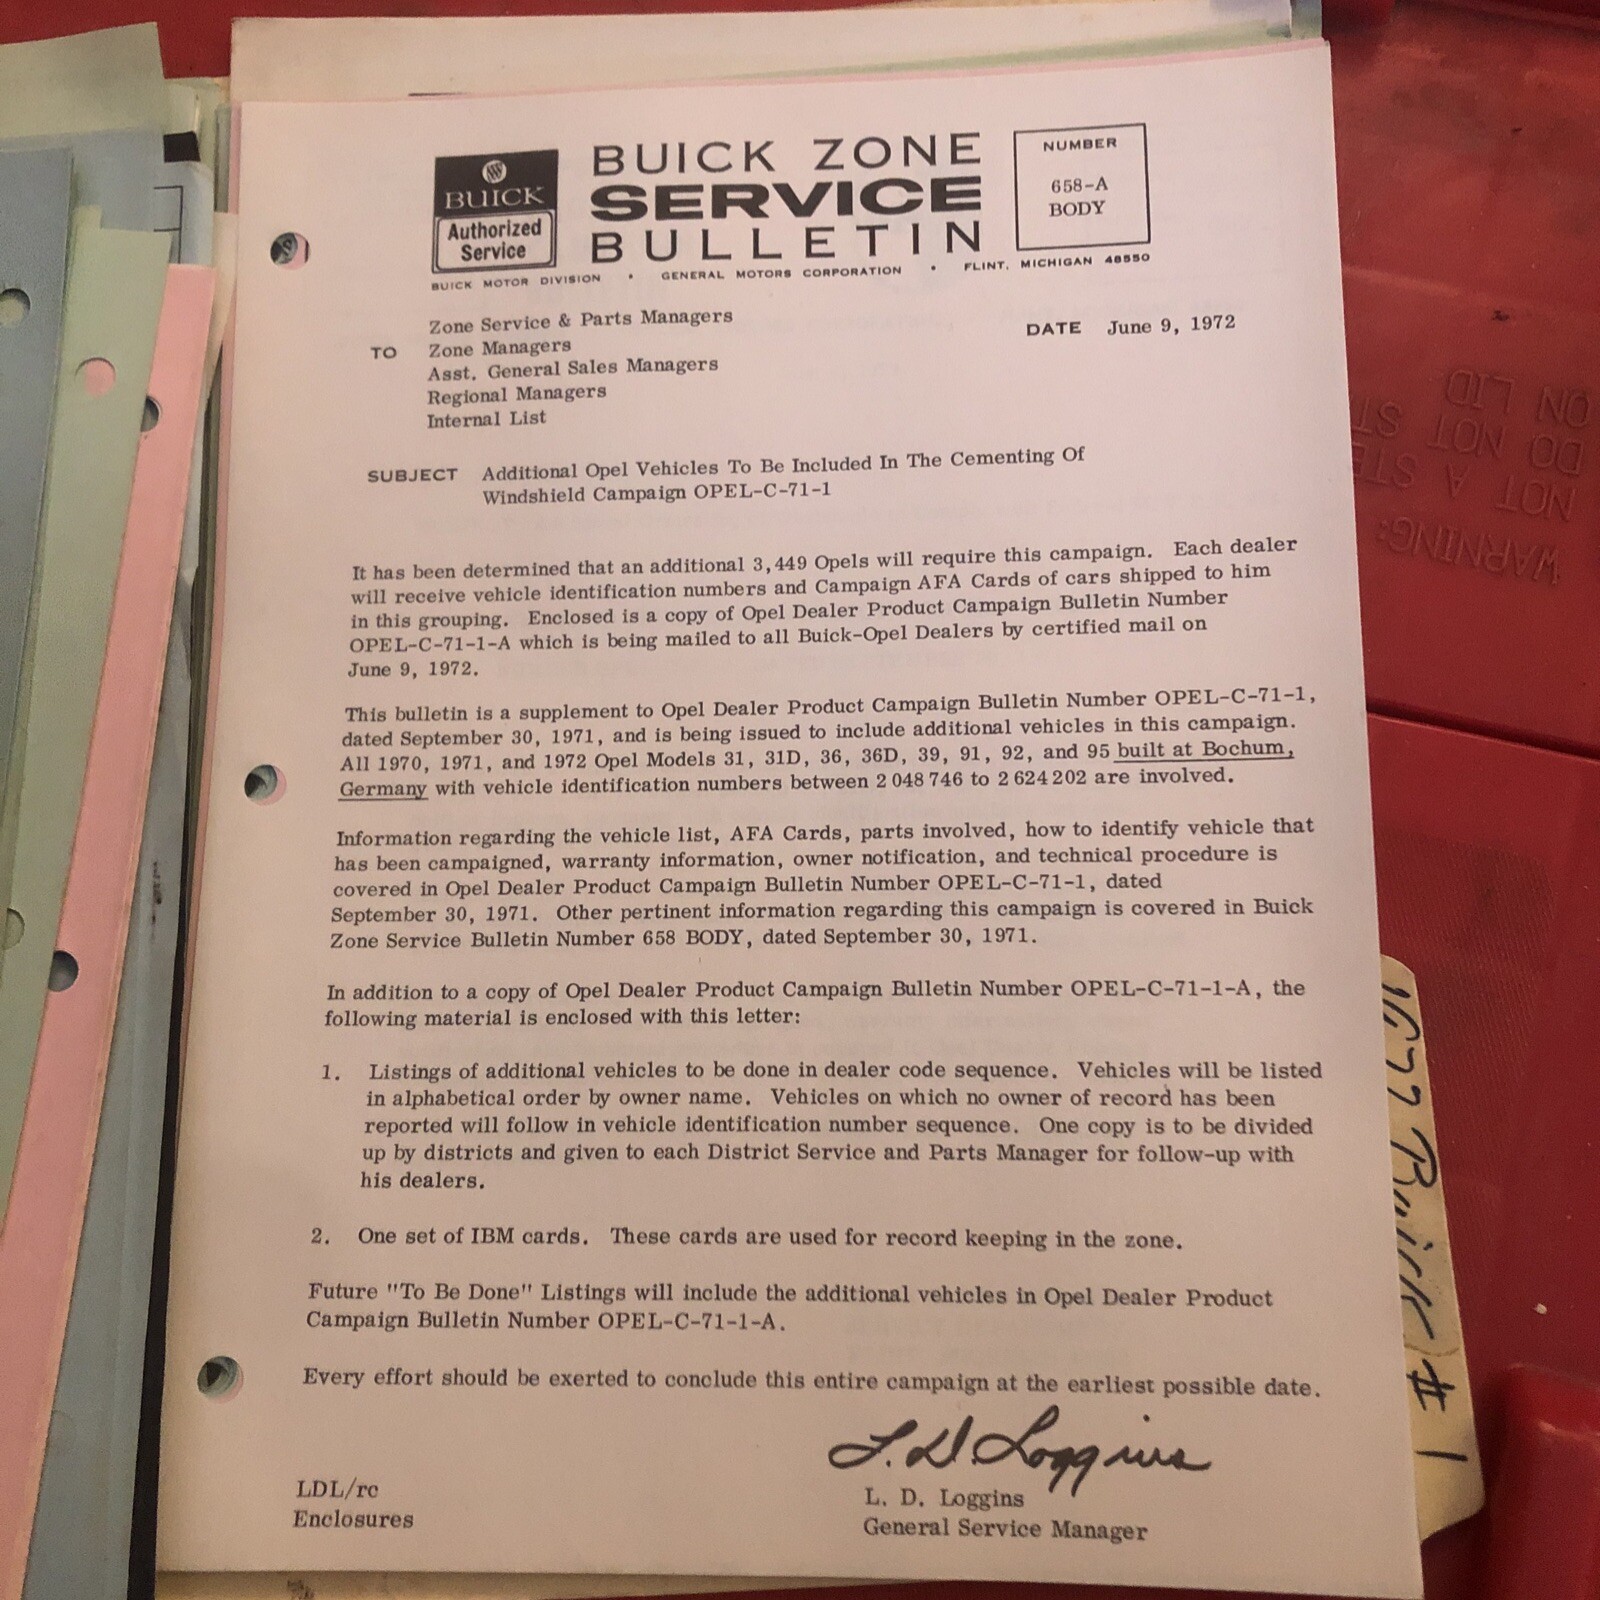 BUICK
Authorized
Service
BUICK ZONE
SERVICE
BULLETIN
NUMBER
658-A
BODY
BUICK MOTOR DIVISION • GENERAL MOTORS CORPORATION • FLINT, MICHIGAN 48550
DATE June 9, 1972
Zone Service & Parts Managers
TO Zone Managers
Asst. General Sales Managers
Regional Managers
Internal List
SUBJECT Additional Opel Vehicles To Be Included In The Cementing Of
Windshield Campaign OPEL-C-71-1
It has been determined that an additional 3,449 Opels will require this campaign. Each dealer
will receive vehicle identification numbers and Campaign AFA Cards of cars shipped to him
in this grouping. Enclosed is a copy of Opel Dealer Product Campaign Bulletin Number
OPEL-C-71-1-A which is being mailed to all Buick-Opel Dealers by certified mail on
June 9, 1972.
This bulletin is a supplement to Opel Dealer Product Campaign Bulletin Number OPEL-C-71-1,
dated September 30, 1971, and is being issued to include additional vehicles in this campaign.
All 1970, 1971, and 1972 Opel Models 31, 31D, 36, 36D, 39, 91, 92, and 95 built at Bochum,
Germany with vehicle identification numbers between 2 048 746 to 2 624 202 are involved.
Information regarding the vehicle list, AFA Cards, parts involved, how to identify vehicle that
has been campaigned, warranty information, owner notification, and technical procedure is
covered in Opel Dealer Product Campaign Bulletin Number OPEL-C-71-1, dated
September 30, 1971. Other pertinent information regarding this campaign is covered in Buick
Zone Service Bulletin Number 658 BODY, dated September 30, 1971.
In addition to a copy of Opel Dealer Product Campaign Bulletin Number OPEL-C-71-1-A, the
following material is enclosed with this letter:
1. Listings of additional vehicles to be done in dealer code sequence. Vehicles will be listed
in alphabetical order by owner name. Vehicles on which no owner of record has been
reported will follow in vehicle identification number sequence. One copy is to be divided
up by districts and given to each District Service and Parts Manager for follow-up with
his dealers.
2. One set of IBM cards. These cards are used for record keeping in the zone.
Future "To Be Done" Listings will include the additional vehicles in Opel Dealer Product
Campaign Bulletin Number OPEL-C-71-1-A.
Every effort should be exerted to conclude this entire campaign at the earliest possible date.
L. D. Loggins
LDL/rc
Enclosures
L. D. Loggins
General Service Manager
Buick # 1
WARNING:
NOT A STE
DO NOT ST
ON LID